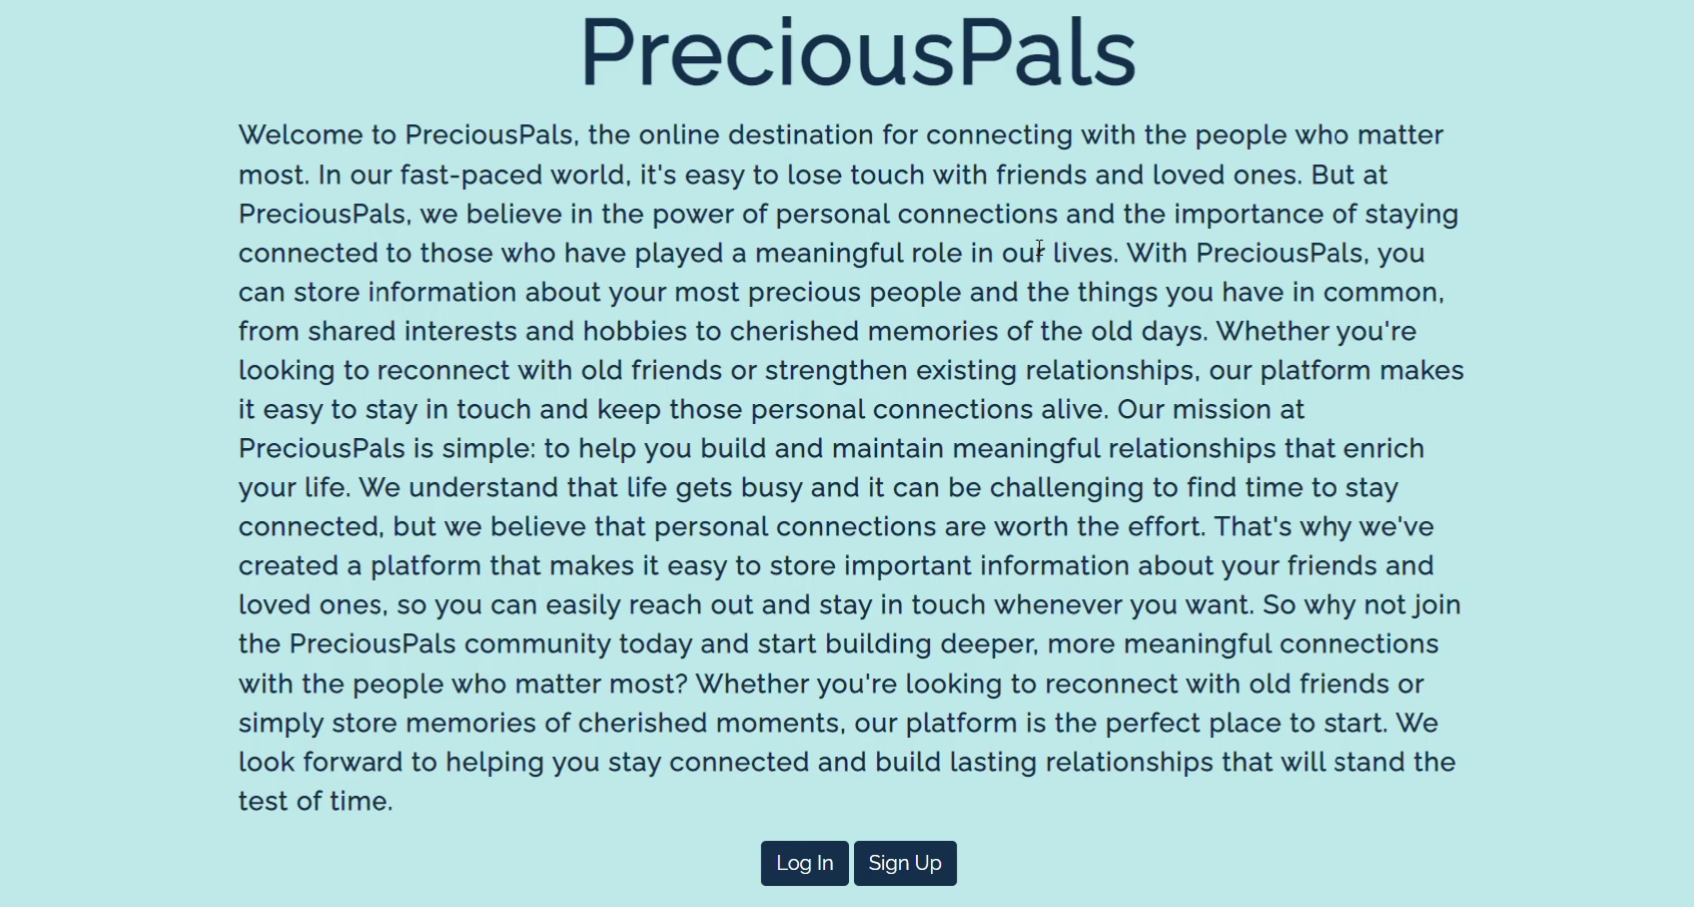 PreciousPals
Welcome to PreciousPals, the online destination for connecting with the people who matter
most. In our fast-paced world, it's easy to lose touch with friends and loved ones. But at
PreciousPals, we believe in the power of personal connections and the importance of staying
connected to those who have played a meaningful role in our lives. With PreciousPals, you
can store information about your most precious people and the things you have in common,
from shared interests and hobbies to cherished memories of the old days. Whether you're
looking to reconnect with old friends or strengthen existing relationships, our platform makes
it easy to stay in touch and keep those personal connections alive. Our mission at
PreciousPals is simple: to help you build and maintain meaningful relationships that enrich
your life. We understand that life gets busy and it can be challenging to find time to stay
connected, but we believe that personal connections are worth the effort. That's why we've
created a platform that makes it easy to store important information about your friends and
loved ones, so you can easily reach out and stay in touch whenever you want. So why not join
the PreciousPals community today and start building deeper, more meaningful connections
with the people who matter most? Whether you're looking to reconnect with old friends or
simply store memories of cherished moments, our platform is the perfect place to start. We
look forward to helping you stay connected and build lasting relationships that will stand the
test of time.
Log In Sign Up